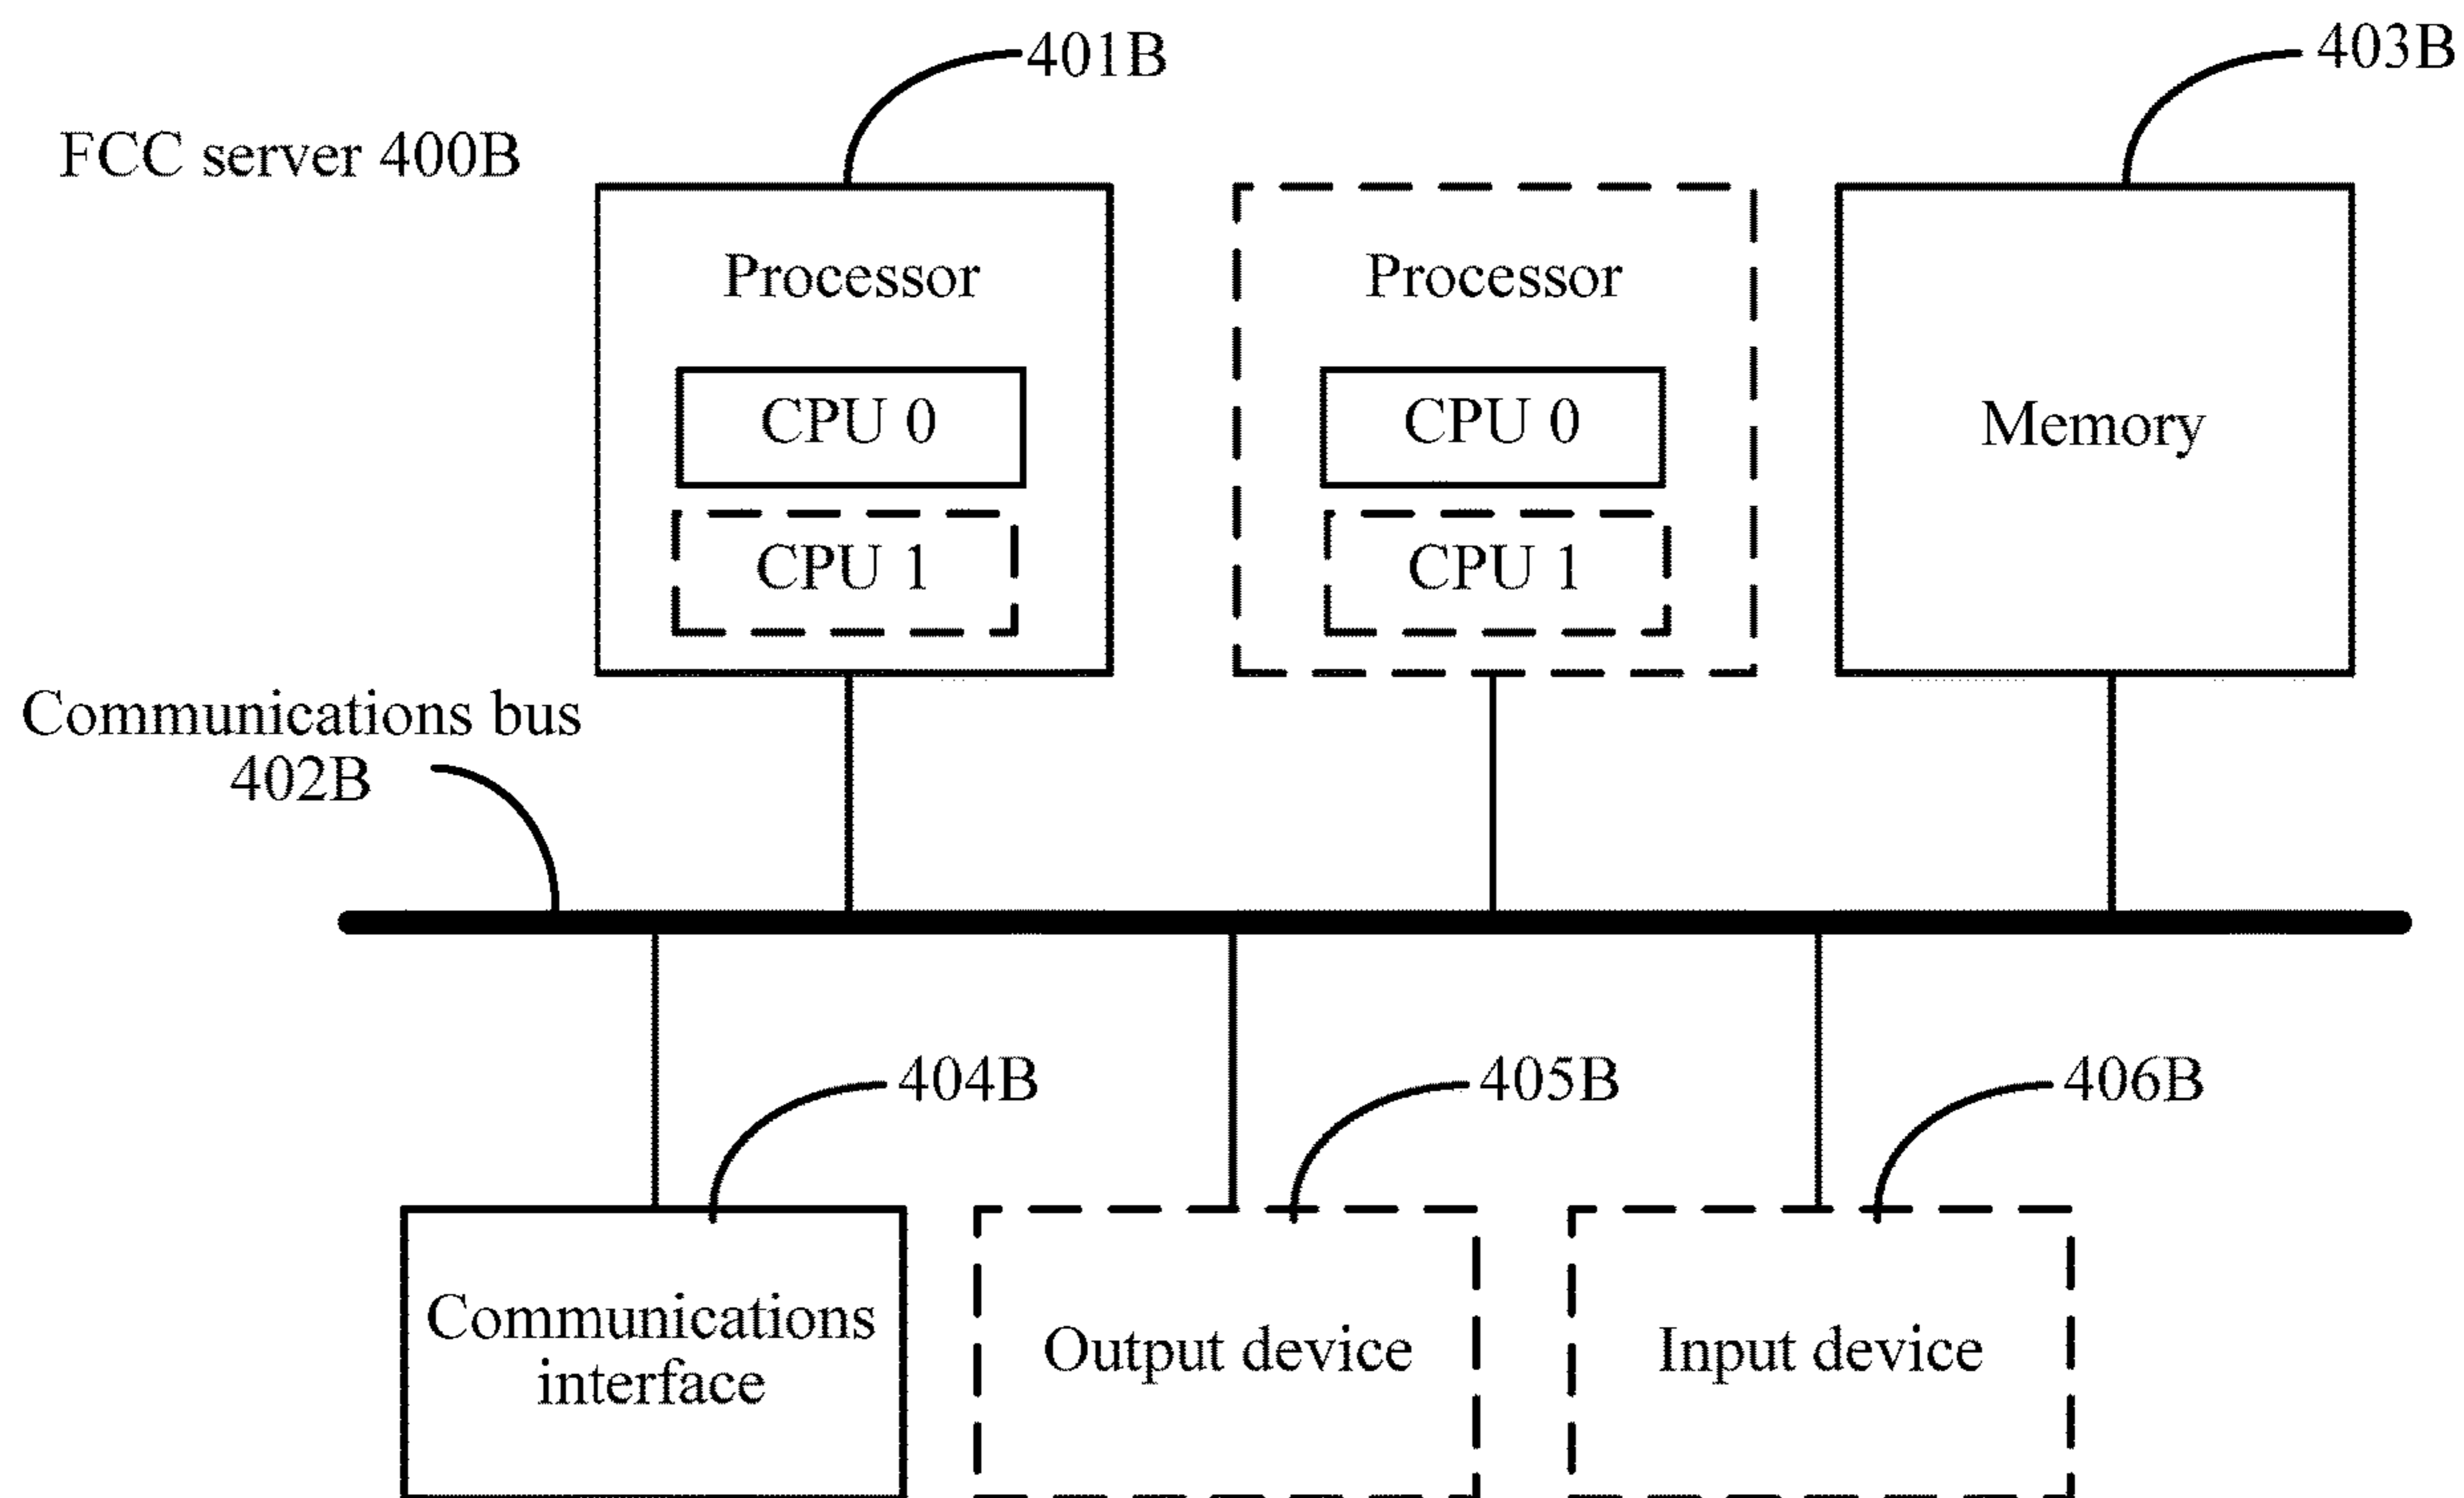 401B
403B
FCC server 400B
Processor
Processor
CPU 0
CPU 0
Memory
CPU 1
CPU 1
Communications bus
402B
404B
405B
406B
Communications
interface
Output device
Input device